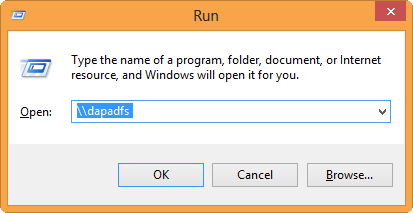 Run
Type the name of a program, folder, document, or Internet
resource, and Windows will open it for you.
Open: \\dapadfs
OK Cancel Browse...